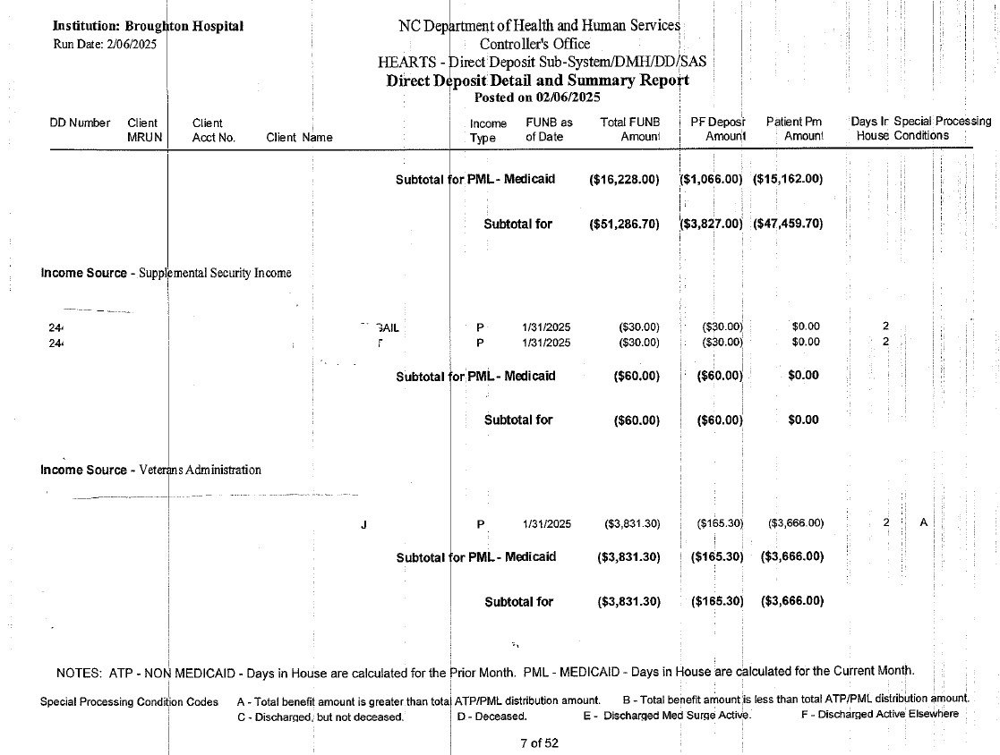 Institution: Broughton Hospital
Run Date: 2/06/2025
NC Department of Health and Human Services
Controller's Office
HEARTS - Direct Deposit Sub-System/DMH/DD/SAS
Direct Deposit Detail and Summary Report
Posted on 02/06/2025
DD Number Client Client Income FUNB as Total FUNB PF Deposi Patient Pm Days Ir Special Processing
MRUN Acct No. Client Name Type of Date Amount Amount Amount House Conditions
Subtotal for PML - Medicaid ($16,228.00) ($1,066.00) ($15,162.00)
Subtotal for ($51,286.70) ($3,827.00) ($47,459.70)
Income Source - Supplemental Security Income
24 GAIL P 1/31/2025 ($30.00) ($30.00) $0.00 2
24 P 1/31/2025 ($30.00) ($30.00) $0.00 2
Subtotal for PML - Medicaid ($60.00) ($60.00) $0.00
Subtotal for ($60.00) ($60.00) $0.00
Income Source - Veterans Administration
J P 1/31/2025 ($3,831.30) ($165.30) ($3,666.00) 2 A
Subtotal for PML - Medicaid ($3,831.30) ($165.30) ($3,666.00)
Subtotal for ($3,831.30) ($165.30) ($3,666.00)
NOTES: ATP - NON MEDICAID - Days in House are calculated for the Prior Month. PML - MEDICAID - Days in House are calculated for the Current Month.
Special Processing Condition Codes A - Total benefit amount is greater than total ATP/PML distribution amount. B - Total benefit amount is less than total ATP/PML distribution amount.
C - Discharged, but not deceased. D - Deceased. E - Discharged Med Surge Active. F - Discharged Active Elsewhere
7 of 52